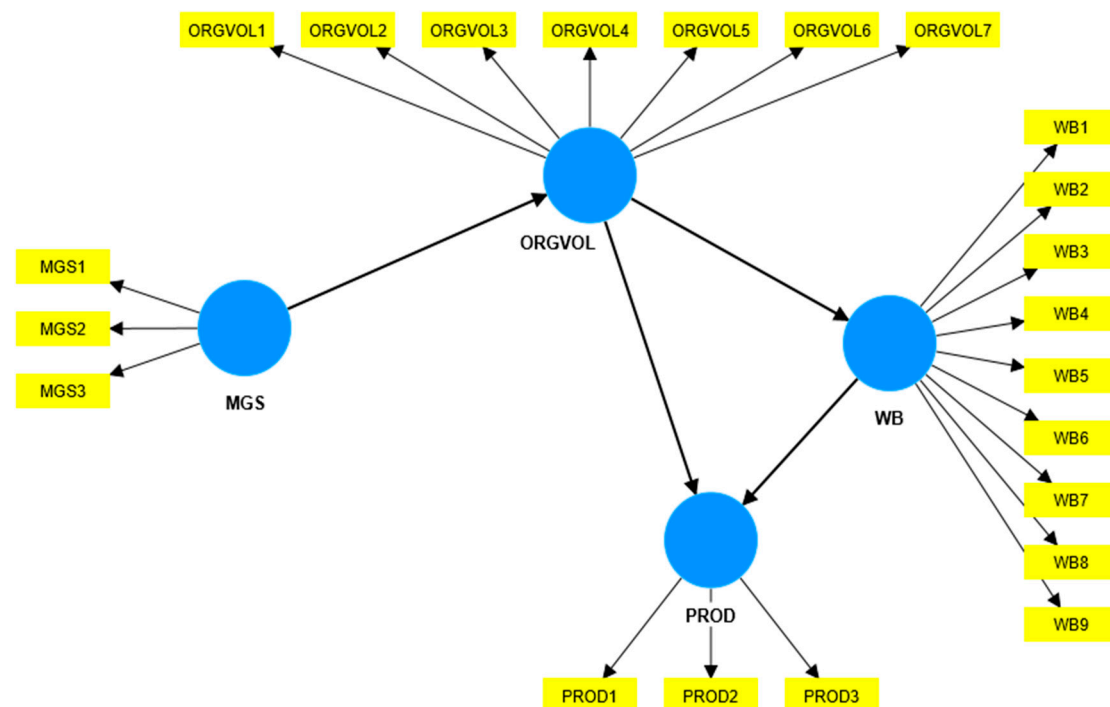 ORGVOL1 ORGVOL2 ORGVOL3 ORGVOL4 ORGVOL5 ORGVOL6 ORGVOL7
ORGVOL
MGS1
MGS2
MGS3
MGS
WB1
WB2
WB3
WB4
WB5
WB6
WB7
WB8
WB9
WB
PROD
PROD1 PROD2 PROD3